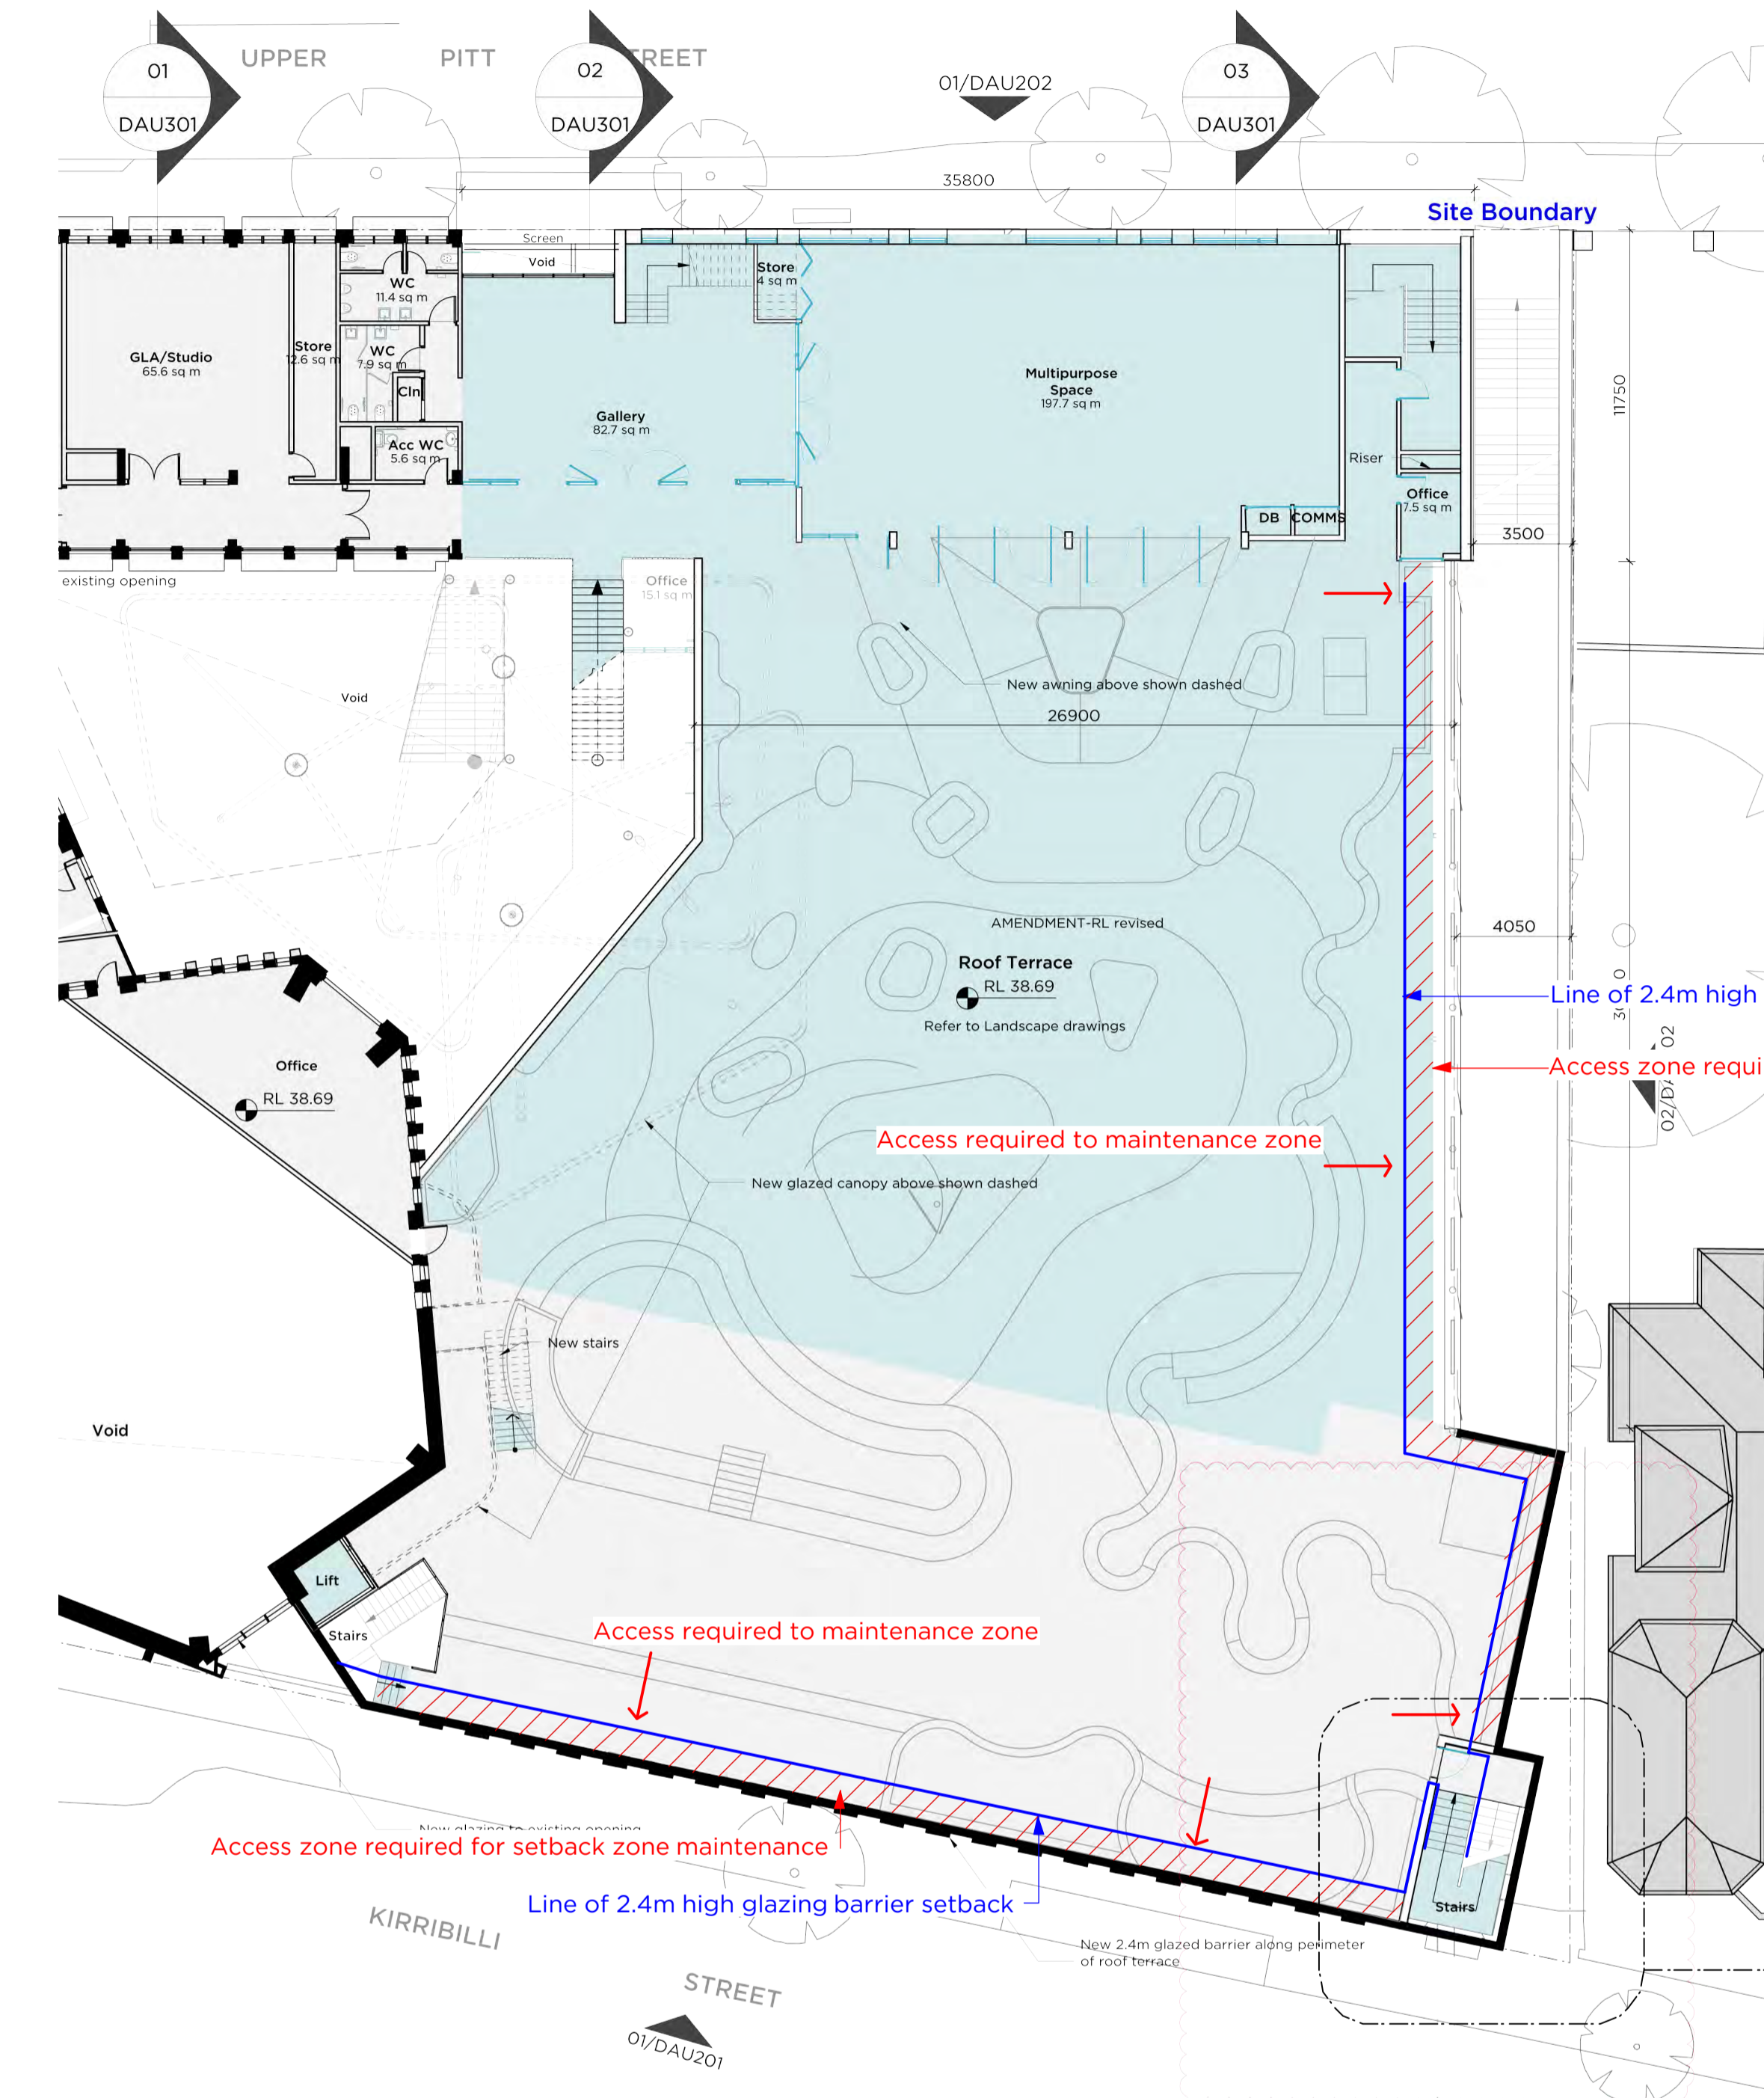 UPPER PITT STREET
01
DAU301
02
DAU301
01/DAU202
03
DAU301
35800
Site Boundary
Screen
Void
Store
4 sq m
WC
11.4 sq m
GLA/Studio
65.6 sq m
Store
12.6 sq m
WC
7.9 sq m
Cln
Acc WC
5.6 sq m
Gallery
82.7 sq m
Multipurpose
Space
197.7 sq m
11750
Riser
Office
7.5 sq m
DB
COMMS
3500
existing opening
Office
15.1 sq m
Void
New awning above shown dashed
26900
AMENDMENT-RL revised
Roof Terrace
RL 38.69
Refer to Landscape drawings
4050
Line of 2.4m high
Access zone requi
Office
RL 38.69
Access required to maintenance zone
New glazed canopy above shown dashed
New stairs
Void
Lift
Stairs
Access required to maintenance zone
New glazing to existing opening
Access zone required for setback zone maintenance
Line of 2.4m high glazing barrier setback
Stairs
New 2.4m glazed barrier along perimeter
of roof terrace
KIRRIBILLI
STREET
01/DAU201